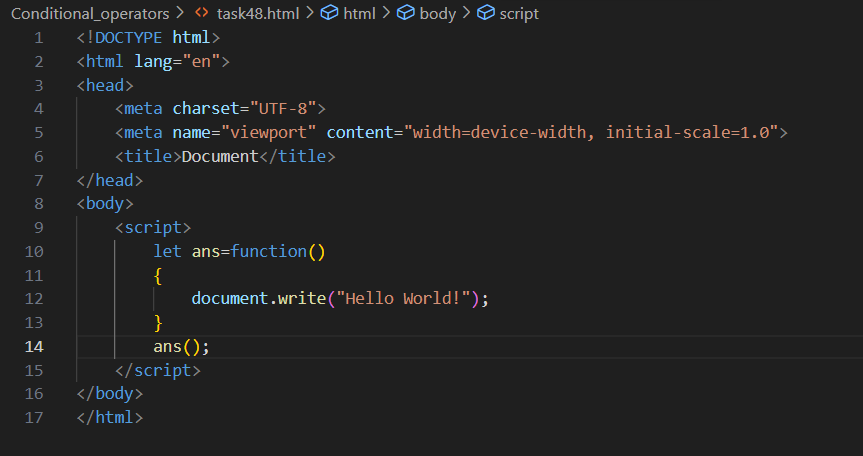 Conditional_operators > <> task48.html > html > body > script
1 <!DOCTYPE html>
2 <html lang="en">
3 <head>
4     <meta charset="UTF-8">
5     <meta name="viewport" content="width=device-width, initial-scale=1.0">
6     <title>Document</title>
7 </head>
8 <body>
9     <script>
10         let ans=function()
11         {
12             document.write("Hello World!");
13         }
14         ans();
15     </script>
16 </body>
17 </html>